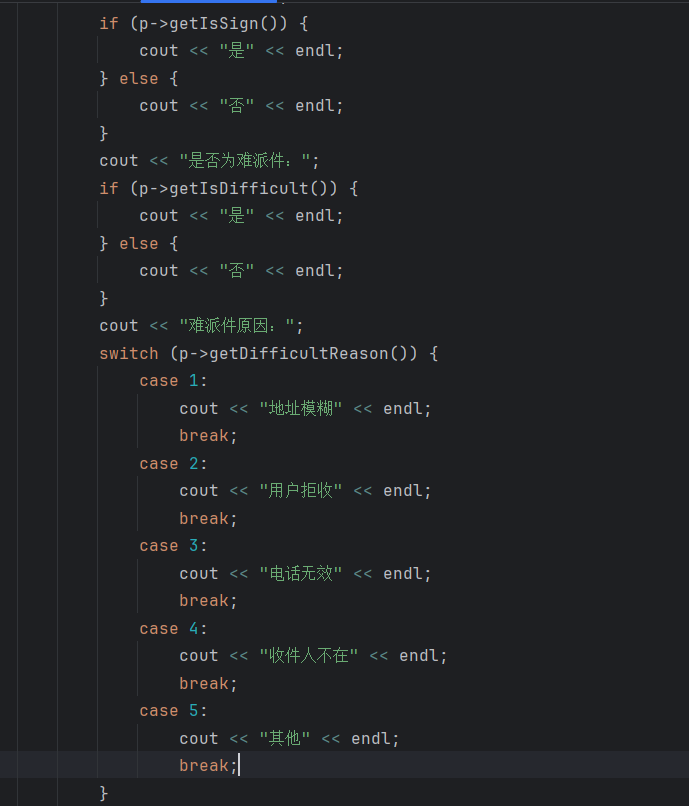 if (p->getIsSign()) {
cout << "是" << endl;
} else {
cout << "否" << endl;
}
cout << "是否为难派件：";
if (p->getIsDifficult()) {
cout << "是" << endl;
} else {
cout << "否" << endl;
}
cout << "难派件原因：";
switch (p->getDifficultReason()) {
case 1:
cout << "地址模糊" << endl;
break;
case 2:
cout << "用户拒收" << endl;
break;
case 3:
cout << "电话无效" << endl;
break;
case 4:
cout << "收件人不在" << endl;
break;
case 5:
cout << "其他" << endl;
break;
}